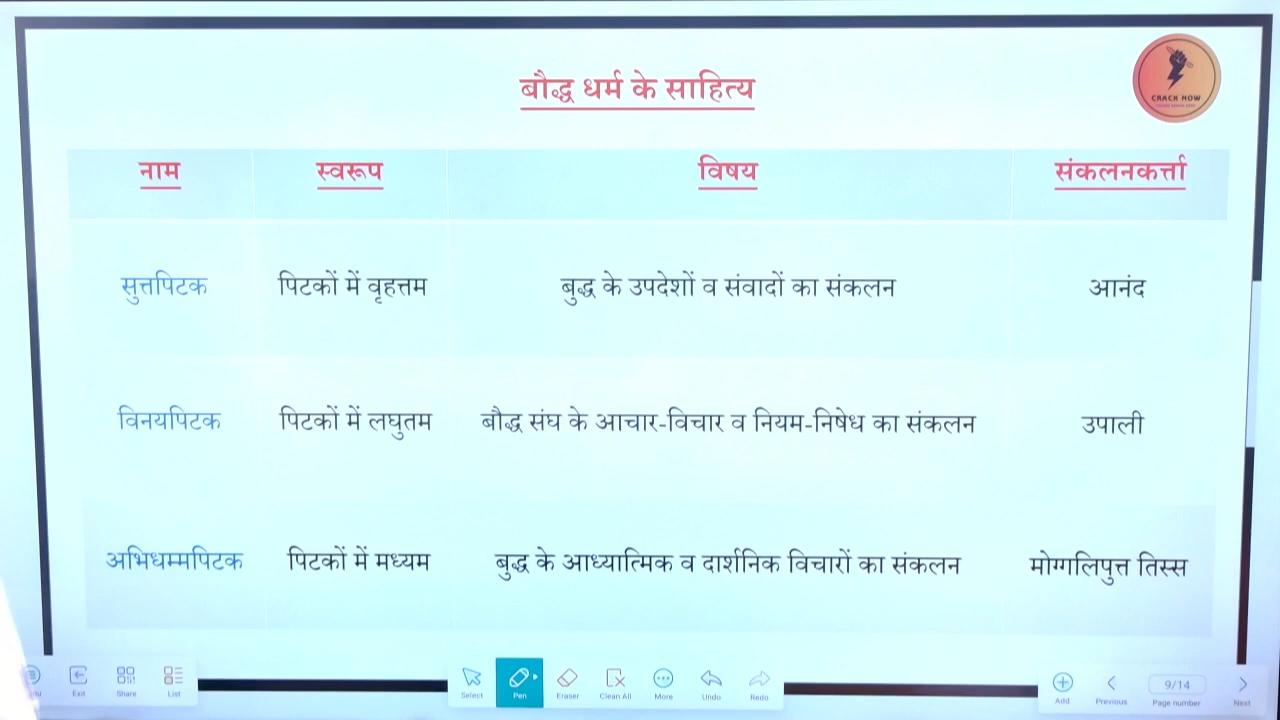 बौद्ध धर्म के साहित्य
CRACK NOW
नाम स्वरूप विषय संकलनकर्त्ता
सुत्तपिटक पिटकों में वृहत्तम बुद्ध के उपदेशों व संवादों का संकलन आनंद
विनयपिटक पिटकों में लघुतम बौद्ध संघ के आचार-विचार व नियम-निषेध का संकलन उपाली
अभिधम्मपिटक पिटकों में मध्यम बुद्ध के आध्यात्मिक व दार्शनिक विचारों का संकलन मोग्गलिपुत्त तिस्स
Exit Share List Select Pen Eraser Clean All More Undo Redo Add Previous 9/14 Page number Next